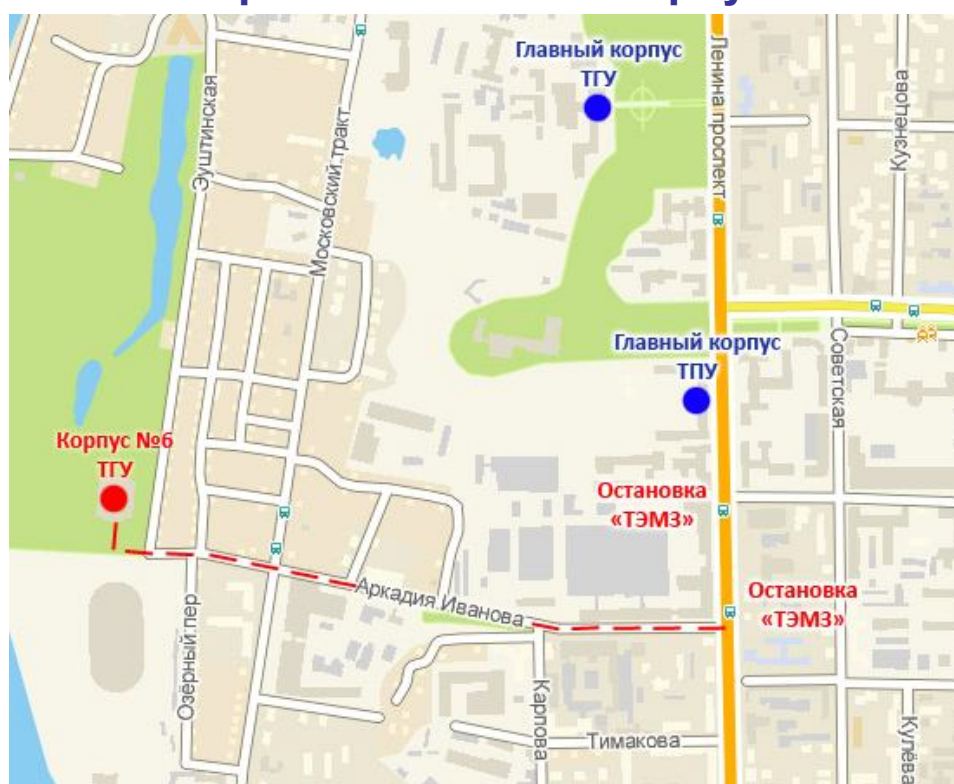 Главный корпус
ТГУ
Ленина проспект
Кузнецова
Эуштинская
Московский тракт
Главный корпус
ТПУ
Советская
Корпус №6
ТГУ
Остановка
«ТЭМЗ»
Аркадия Иванова
Остановка
«ТЭМЗ»
Озёрный пер
Карпова
Тимакова
Кулёва